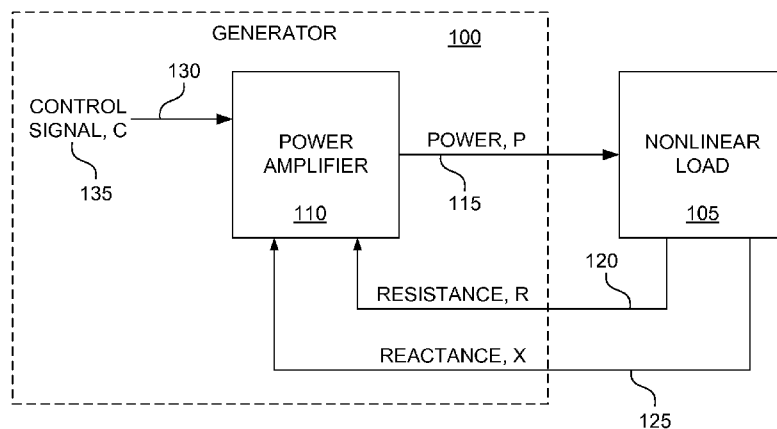 GENERATOR
100
130
CONTROL
SIGNAL, C
135
POWER
AMPLIFIER
110
POWER, P
115
NONLINEAR
LOAD
105
120
RESISTANCE, R
REACTANCE, X
125